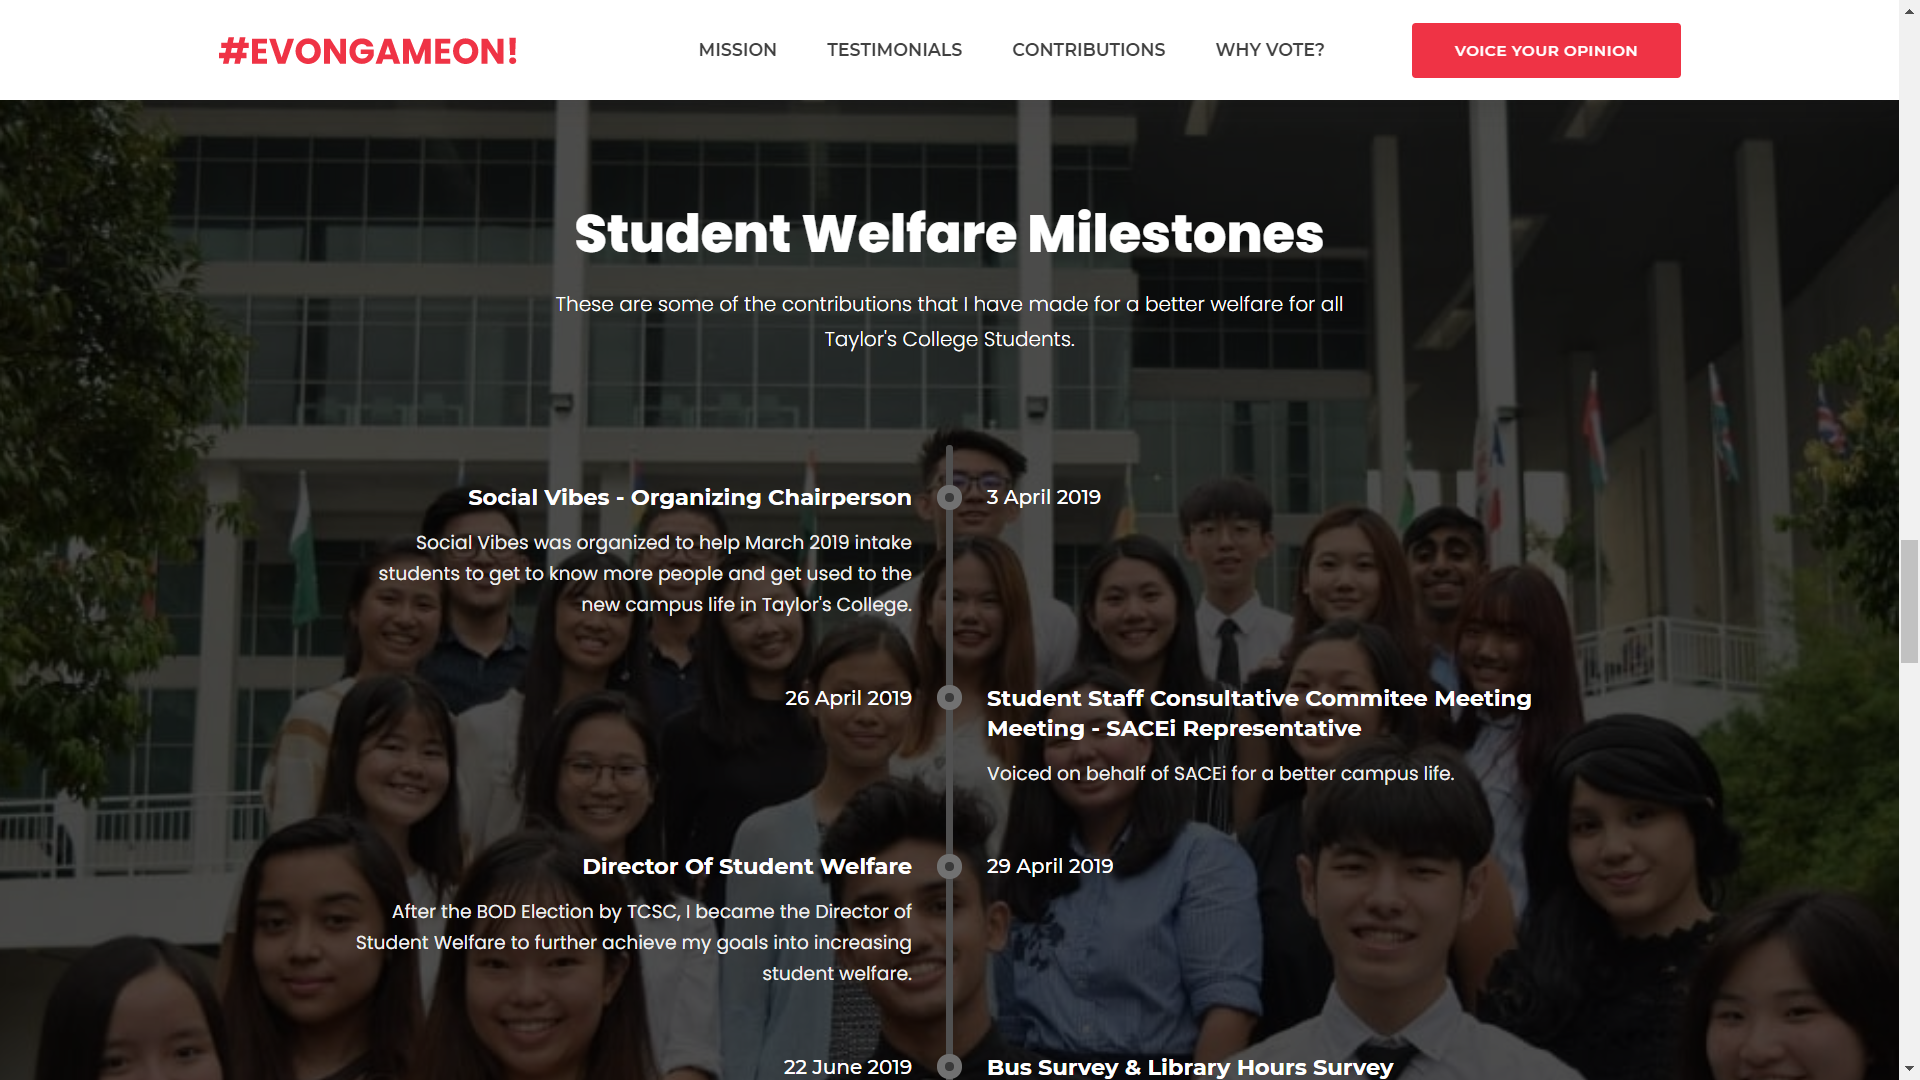 #EVONGAMEON!
MISSION
TESTIMONIALS
CONTRIBUTIONS
WHY VOTE?
VOICE YOUR OPINION
Student Welfare Milestones
These are some of the contributions that I have made for a better welfare for all
Taylor's College Students.
Social Vibes - Organizing Chairperson
3 April 2019
Social Vibes was organized to help March 2019 intake
students to get to know more people and get used to the
new campus life in Taylor's College.
26 April 2019
Student Staff Consultative Commitee Meeting
Meeting - SACEi Representative
Voiced on behalf of SACEi for a better campus life.
Director Of Student Welfare
29 April 2019
After the BOD Election by TCSC, I became the Director of
Student Welfare to further achieve my goals into increasing
student welfare.
22 June 2019
Bus Survey & Library Hours Survey